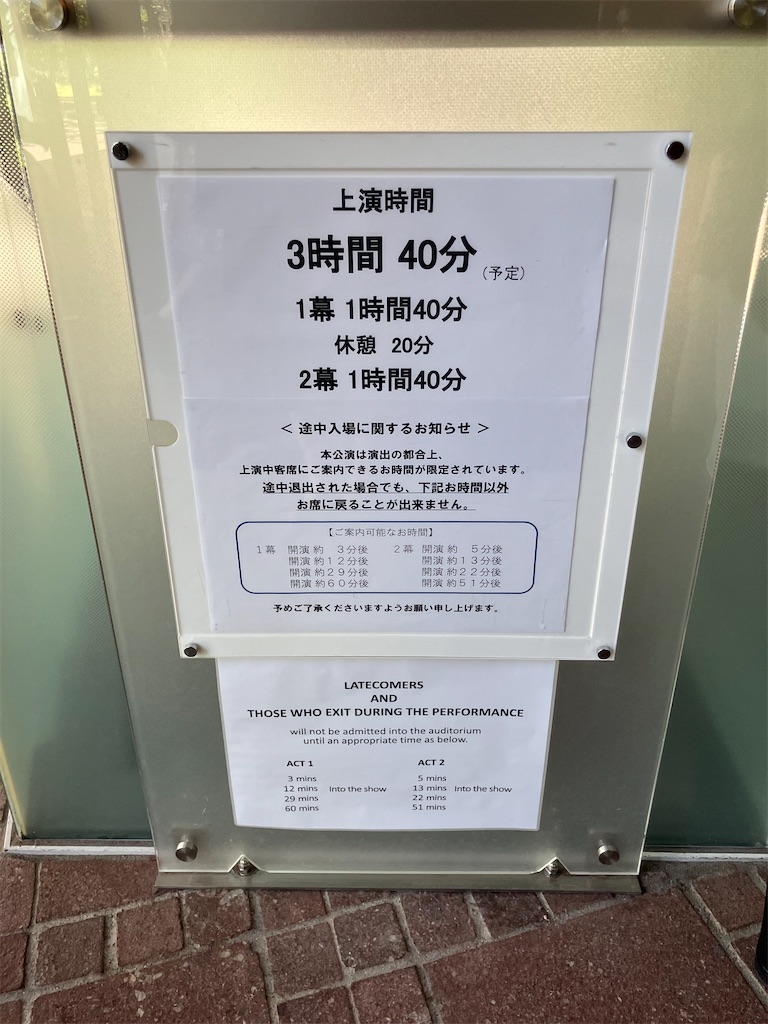 上演時間
3時間 40分 (予定)
1幕 1時間40分
休憩 20分
2幕 1時間40分
＜ 途中入場に関するお知らせ ＞
本公演は演出の都合上、
上演中客席にご案内できるお時間が限定されています。
途中退出された場合でも、下記お時間以外
お席に戻ることが出来ません。
【ご案内可能なお時間】
1幕 開演 約 3分後 2幕 開演 約 5分後
開演 約12分後 開演 約13分後
開演 約29分後 開演 約22分後
開演 約60分後 開演 約51分後
予めご了承くださいますようお願い申し上げます。
LATECOMERS
AND
THOSE WHO EXIT DURING THE PERFORMANCE
will not be admitted into the auditorium
until an appropriate time as below.
ACT 1 ACT 2
3 mins 5 mins
12 mins Into the show 13 mins Into the show
29 mins 22 mins
60 mins 51 mins